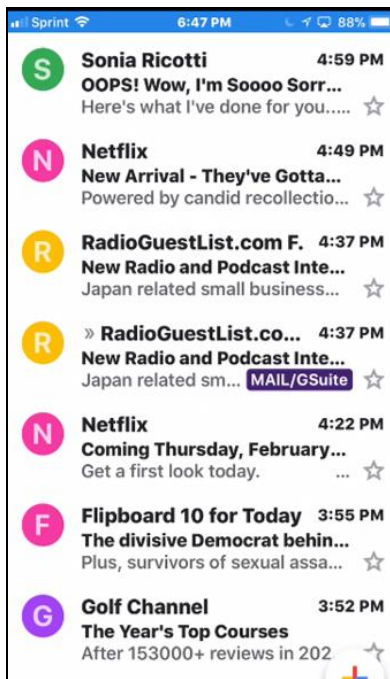 Sprint 6:47 PM 88%
S Sonia Ricotti 4:59 PM
OOPS! Wow, I'm Soooo Sorr...
Here's what I've done for you.....
N Netflix 4:49 PM
New Arrival - They've Gotta...
Powered by candid recollectio...
R RadioGuestList.com F. 4:37 PM
New Radio and Podcast Inte...
Japan related small business...
R » RadioGuestList.co... 4:37 PM
New Radio and Podcast Inte...
Japan related sm... MAIL/GSuite
N Netflix 4:22 PM
Coming Thursday, February...
Get a first look today. ...
F Flipboard 10 for Today 3:55 PM
The divisive Democrat behin...
Plus, survivors of sexual assa...
G Golf Channel 3:52 PM
The Year's Top Courses
After 153000+ reviews in 202